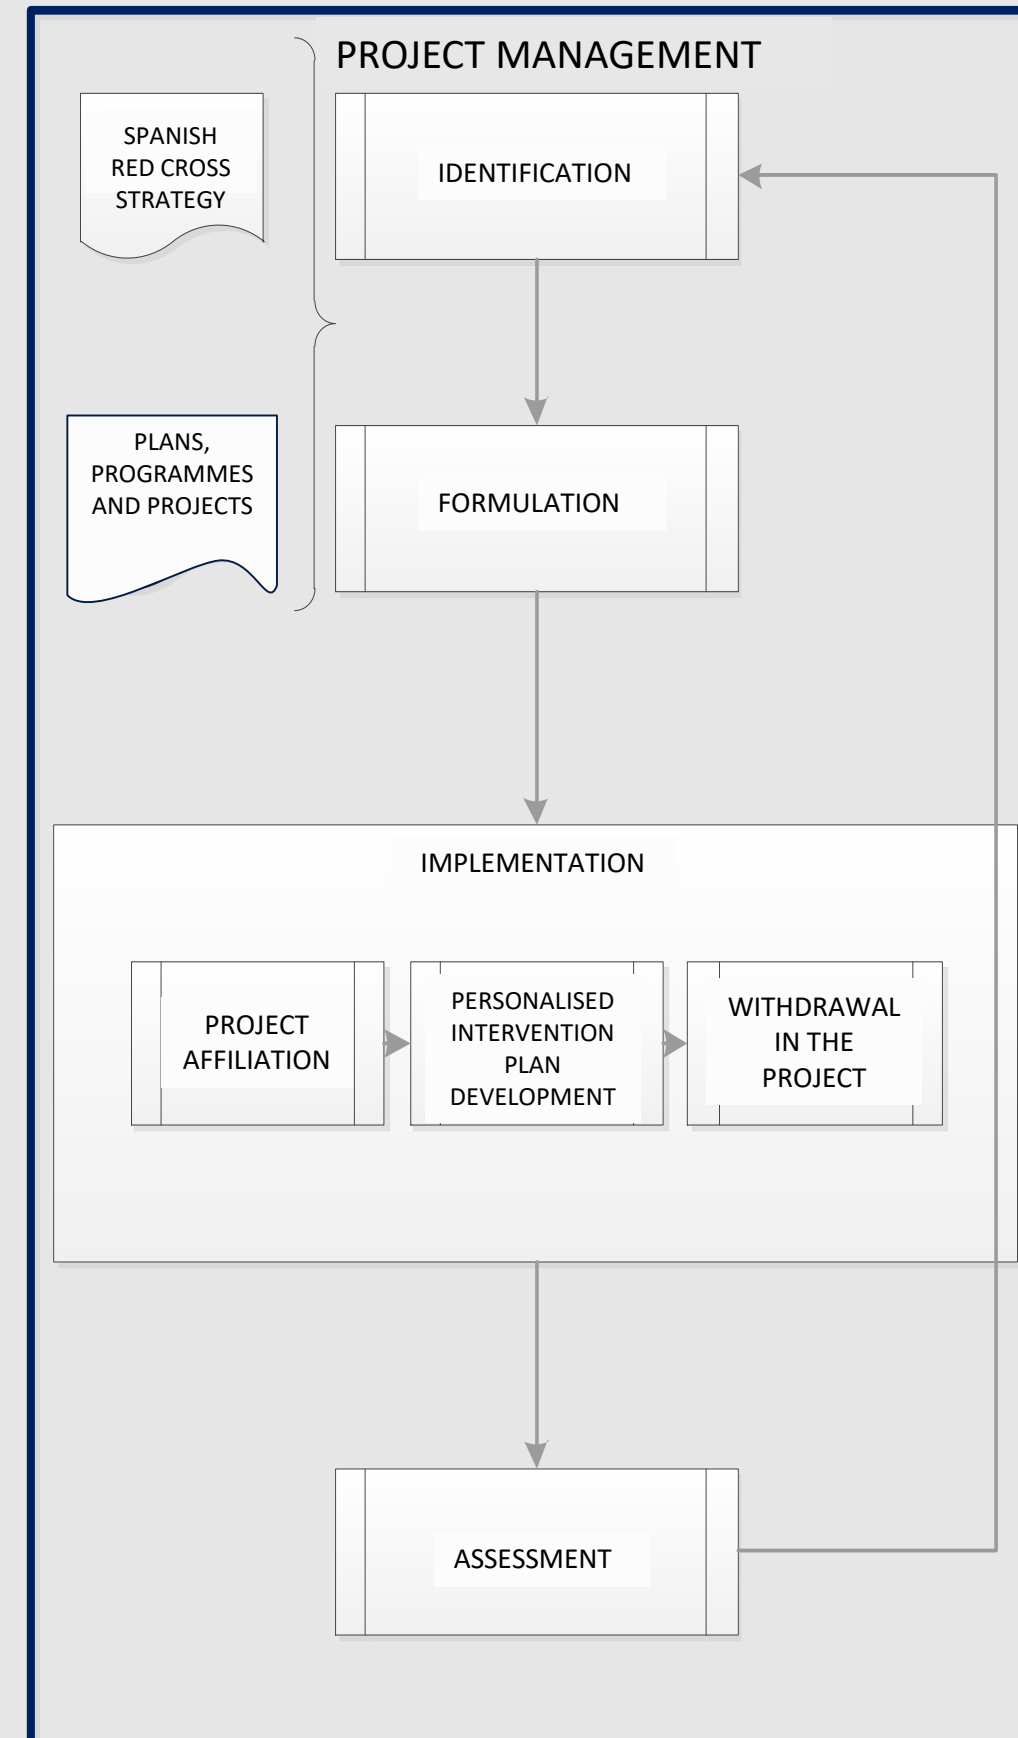 PROJECT MANAGEMENT
SPANISH
RED CROSS
STRATEGY
IDENTIFICATION
PLANS,
PROGRAMMES
AND PROJECTS
FORMULATION
IMPLEMENTATION
PROJECT
AFFILIATION
PERSONALISED
INTERVENTION
PLAN
DEVELOPMENT
WITHDRAWAL
IN THE
PROJECT
ASSESSMENT